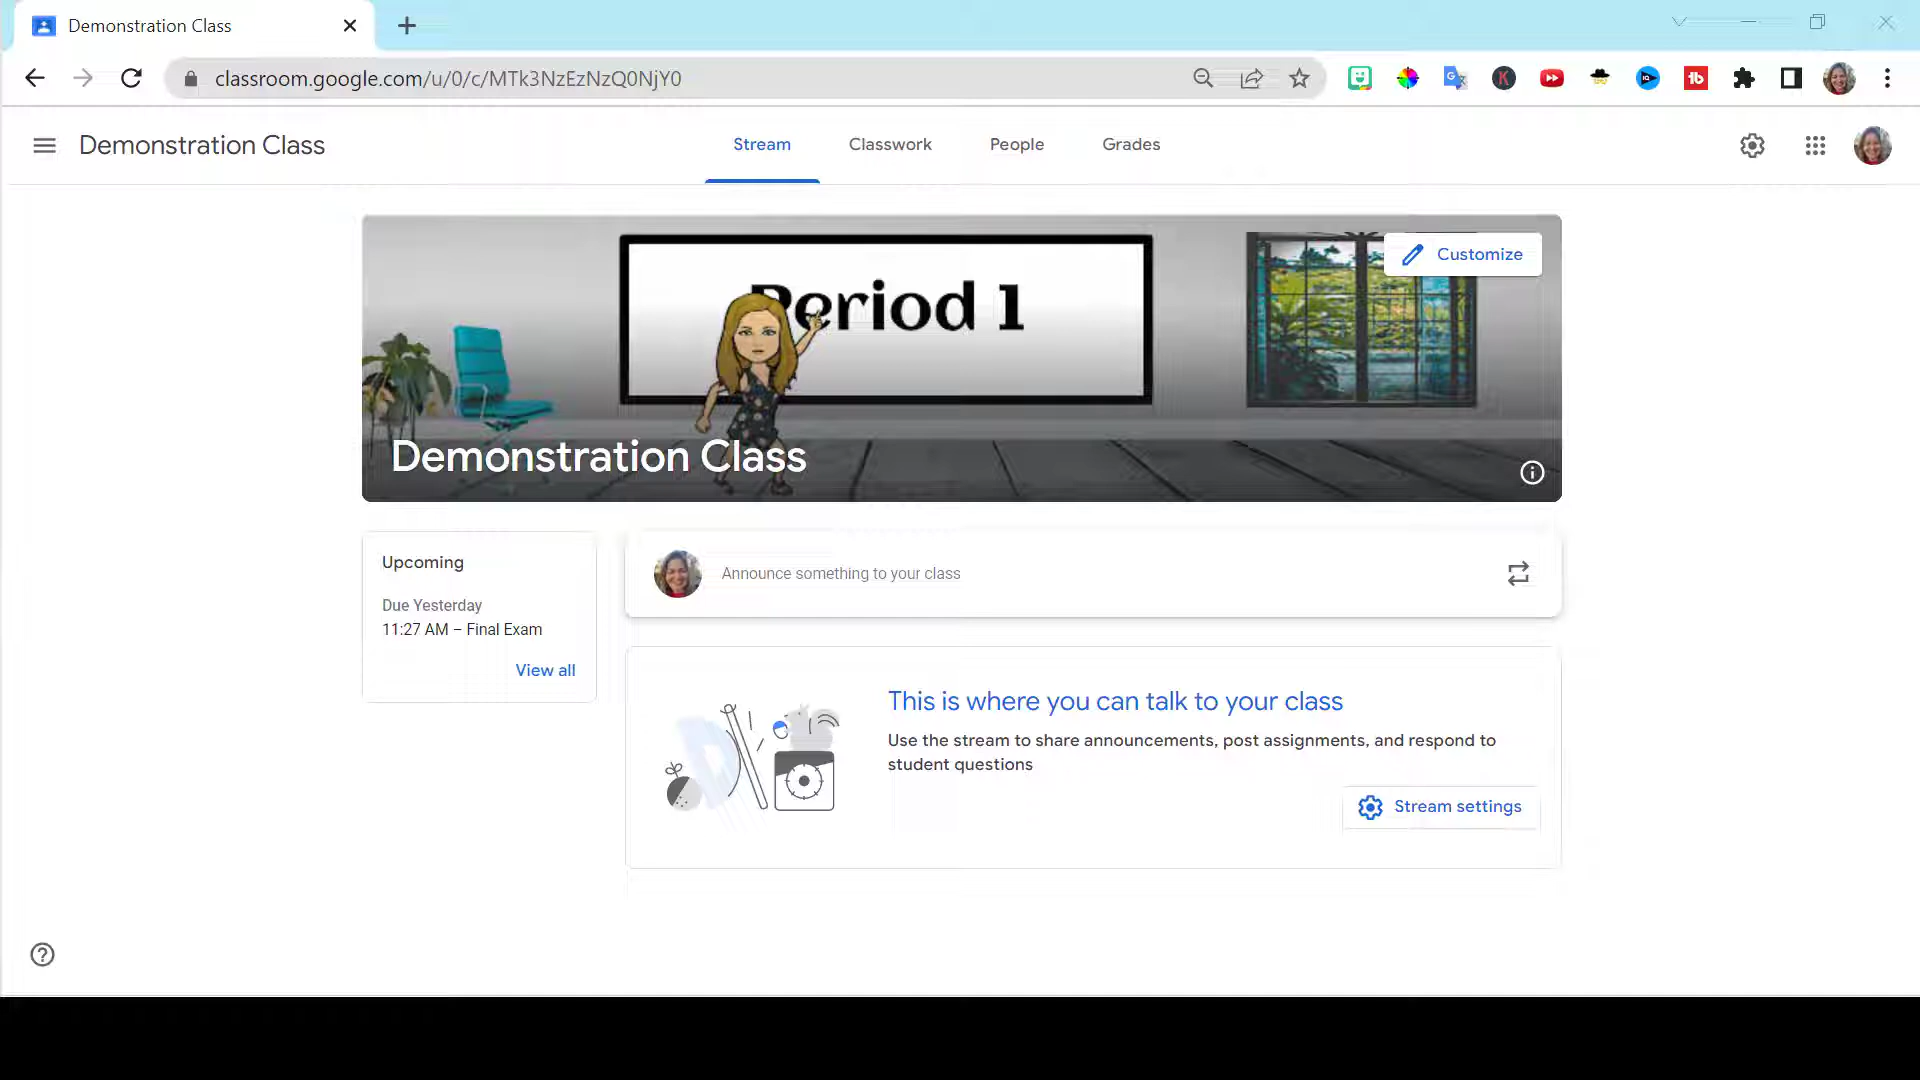 Demonstration Class
classroom.google.com/u/0/c/MTk3NzEzNzQ0NjY0
Demonstration Class
Stream
Classwork
People
Grades
Period 1
Customize
Demonstration Class
Upcoming
Due Yesterday
11:27 AM – Final Exam
View all
Announce something to your class
This is where you can talk to your class
Use the stream to share announcements, post assignments, and respond to
student questions
Stream settings